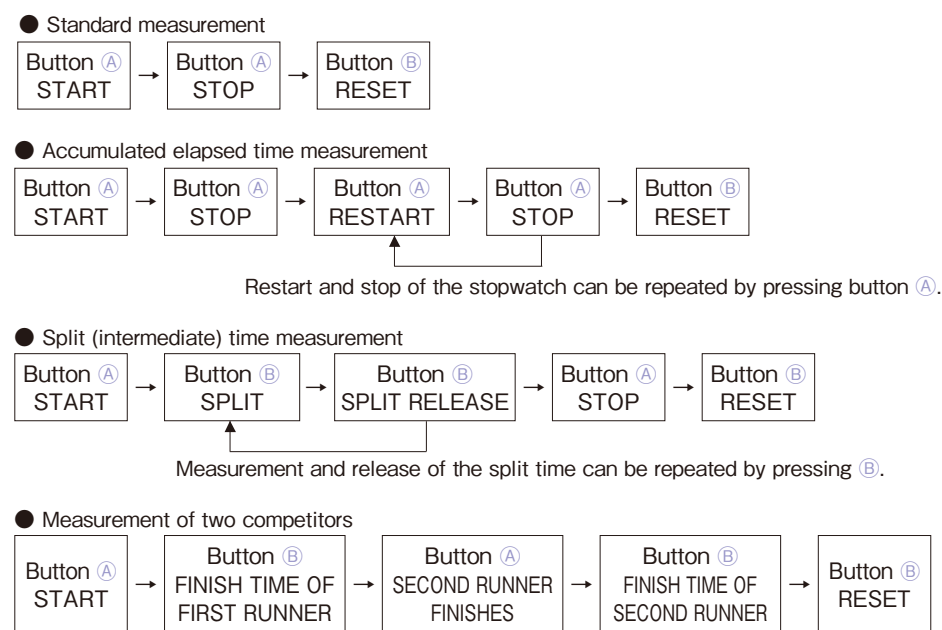 ● Standard measurement
Button Ⓐ START → Button Ⓐ STOP → Button Ⓑ RESET
● Accumulated elapsed time measurement
Button Ⓐ START → Button Ⓐ STOP → Button Ⓐ RESTART → Button Ⓐ STOP → Button Ⓑ RESET
Restart and stop of the stopwatch can be repeated by pressing button Ⓐ.
● Split (intermediate) time measurement
Button Ⓐ START → Button Ⓑ SPLIT → Button Ⓑ SPLIT RELEASE → Button Ⓐ STOP → Button Ⓑ RESET
Measurement and release of the split time can be repeated by pressing Ⓑ.
● Measurement of two competitors
Button Ⓐ START → Button Ⓑ FINISH TIME OF FIRST RUNNER → Button Ⓐ SECOND RUNNER FINISHES → Button Ⓑ FINISH TIME OF SECOND RUNNER → Button Ⓑ RESET